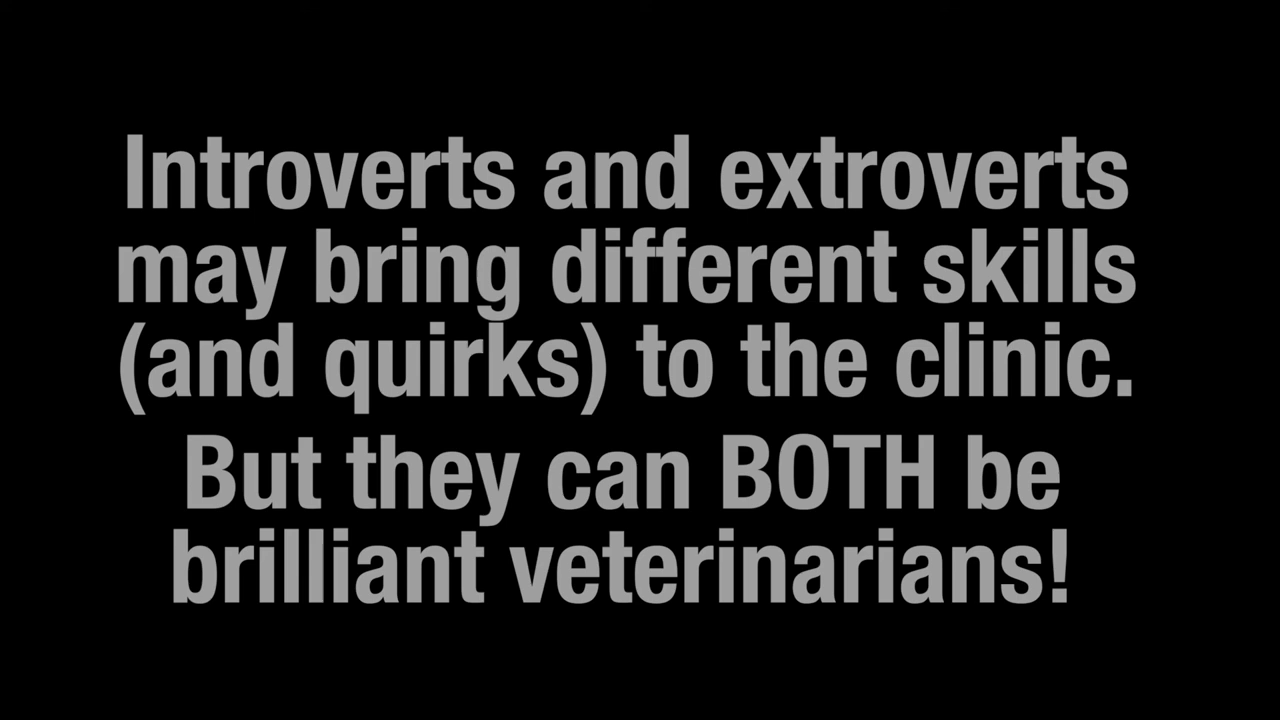 Introverts and extroverts
may bring different skills
(and quirks) to the clinic.
But they can BOTH be
brilliant veterinarians!